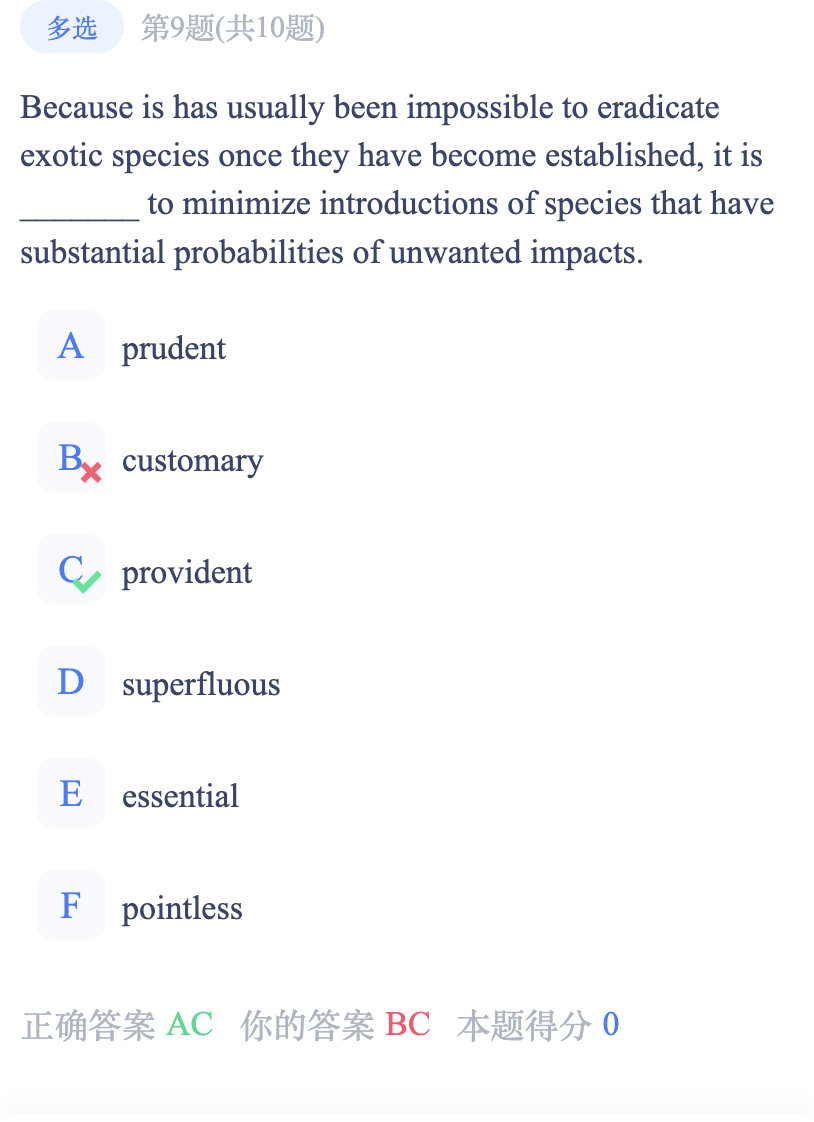 多选 第9题(共10题)
Because is has usually been impossible to eradicate
exotic species once they have become established, it is
_______ to minimize introductions of species that have
substantial probabilities of unwanted impacts.
A prudent
B customary
C provident
D superfluous
E essential
F pointless
正确答案 AC 你的答案 BC 本题得分 0